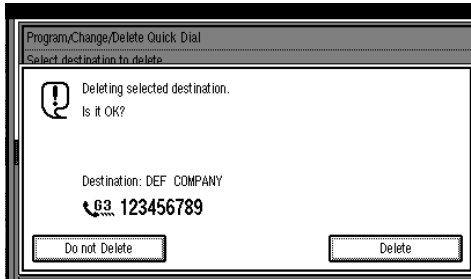 Program/Change/Delete Quick Dial
Select destination to delete
Deleting selected destination.
Is it OK?
Destination: DEF COMPANY
G3 123456789
Do not Delete
Delete